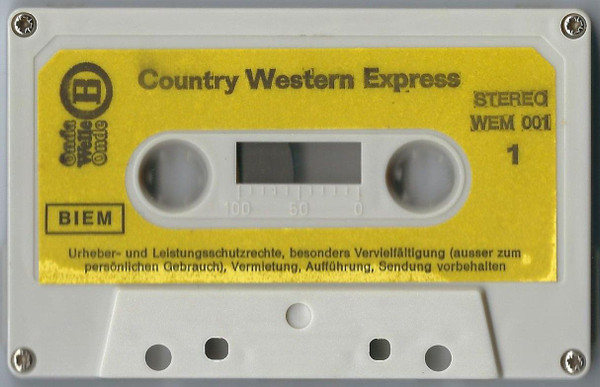 Country Western Express
B
Onda
Welle
Onde
STEREO
WEM 001
1
100 50 0
BIEM
Urheber- und Leistungsschutzrechte, besonders Vervielfältigung (ausser zum
persönlichen Gebrauch), Vermietung, Aufführung, Sendung vorbehalten